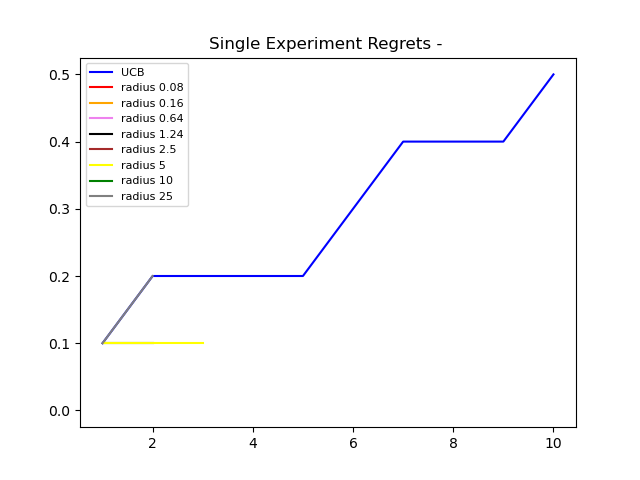 Single Experiment Regrets -
0.5
0.4
0.3
0.2
0.1
0.0
UCB
radius 0.08
radius 0.16
radius 0.64
radius 1.24
radius 2.5
radius 5
radius 10
radius 25
2 4 6 8 10